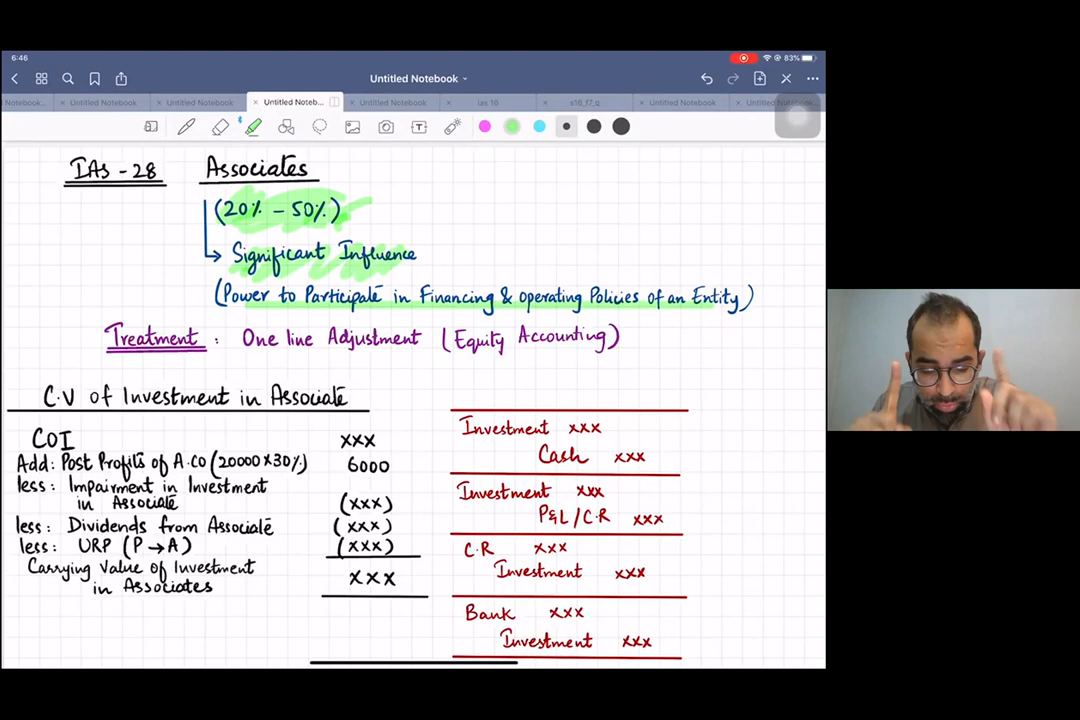 6:46
83%
Untitled Notebook
Notebook...
Untitled Notebook
Untitled Notebook
Untitled Noteb...
Untitled Notebook
ias 16
s16_f7_q
Untitled Notebook
Untitled Notebook
IAS - 28 Associates
(20% - 50%)
Significant Influence
(Power to Participate in Financing & operating Policies of an Entity)
Treatment : One line Adjustment (Equity Accounting)
C.V of Investment in Associate
COI xxx
Add: Post Profits of A.CO (20000 X 30%) 6000
less: Impairment in Investment
in Associate (xxx)
less: Dividends from Associate (xxx)
less: URP (P→A) (xxx)
Carrying Value of Investment
in Associates xxx
Investment xxx
Cash xxx
Investment xxx
P&L / C.R xxx
C.R xxx
Investment xxx
Bank xxx
Investment xxx